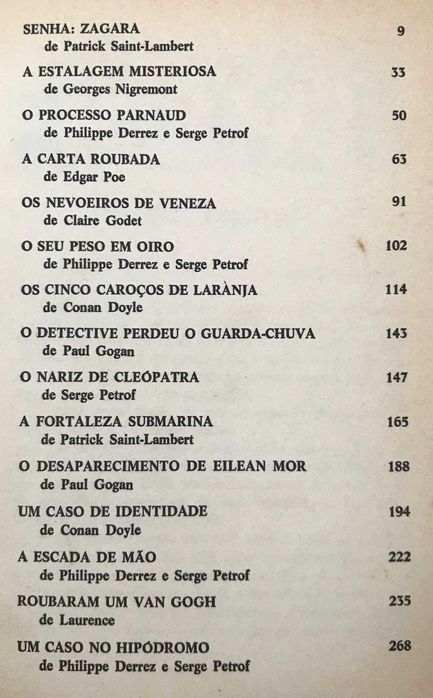 SENHA: ZAGARA 9
de Patrick Saint-Lambert
A ESTALAGEM MISTERIOSA 33
de Georges Nigremont
O PROCESSO PARNAUD 50
de Philippe Derrez e Serge Petrof
A CARTA ROUBADA 63
de Edgar Poe
OS NEVOEIROS DE VENEZA 91
de Claire Godet
O SEU PESO EM OIRO 102
de Philippe Derrez e Serge Petrof
OS CINCO CAROÇOS DE LARÀNJA 114
de Conan Doyle
O DETECTIVE PERDEU O GUARDA-CHUVA 143
de Paul Gogan
O NARIZ DE CLEÓPATRA 147
de Serge Petrof
A FORTALEZA SUBMARINA 165
de Patrick Saint-Lambert
O DESAPARECIMENTO DE EILEAN MOR 188
de Paul Gogan
UM CASO DE IDENTIDADE 194
de Conan Doyle
A ESCADA DE MÃO 222
de Philippe Derrez e Serge Petrof
ROUBARAM UM VAN GOGH 235
de Laurence
UM CASO NO HIPÓDROMO 268
de Philippe Derrez e Serge Petrof